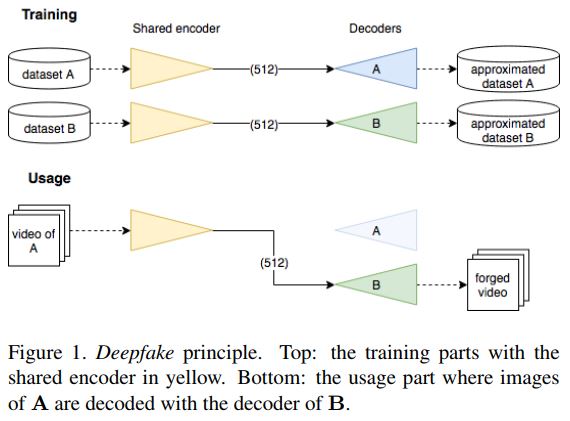 Training
Shared encoder
Decoders
dataset A
(512)
A
approximated
dataset A
dataset B
(512)
B
approximated
dataset B
Usage
video of
A
(512)
A
B
forged
video
Figure 1. Deepfake principle. Top: the training parts with the
shared encoder in yellow. Bottom: the usage part where images
of A are decoded with the decoder of B.